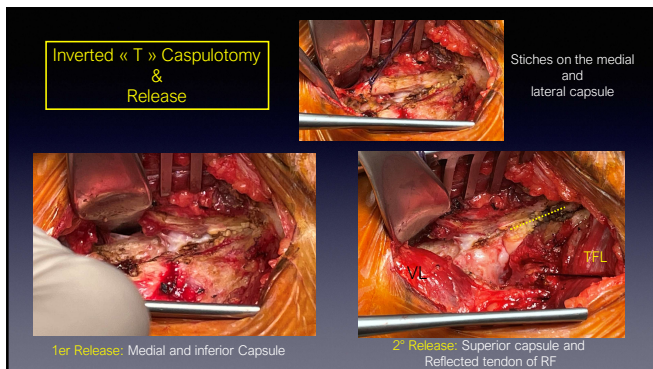 Inverted « T » Caspulotomy
&
Release
Stiches on the medial
and
lateral capsule
VL
TFL
1er Release: Medial and inferior Capsule
2° Release: Superior capsule and
Reflected tendon of RF